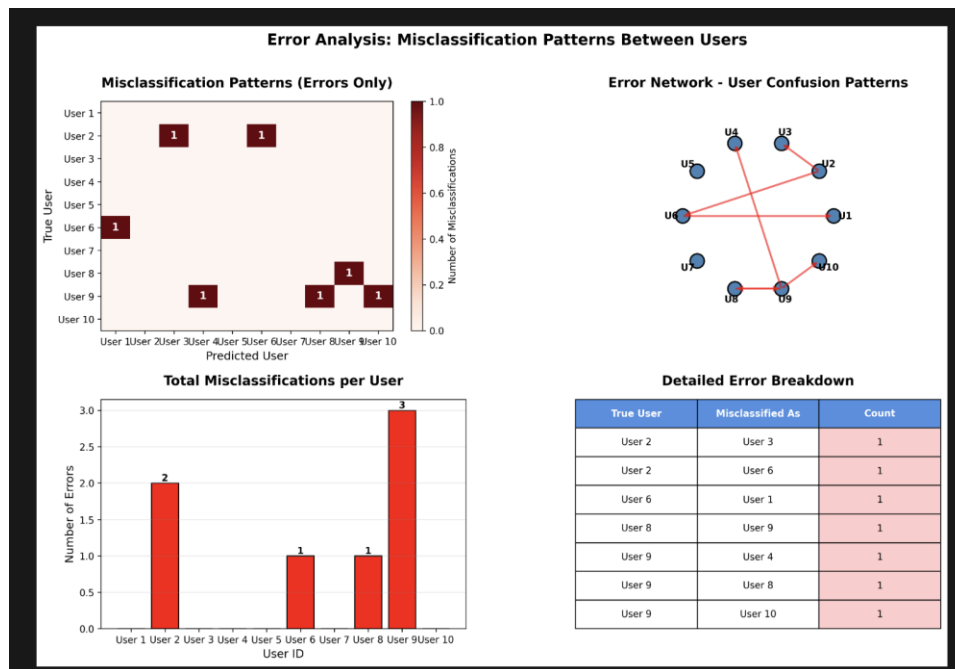 Error Analysis: Misclassification Patterns Between Users
Misclassification Patterns (Errors Only)
True User
User 1
User 2
User 3
User 4
User 5
User 6
User 7
User 8
User 9
User 10
1 1
1
1
1 1 1
User 1 User 2 User 3 User 4 User 5 User 6 User 7 User 8 User 9 User 10
Predicted User
1.0
0.8
0.6
0.4
0.2
0.0
Number of Misclassifications
Error Network - User Confusion Patterns
U4 U3
U5 U2
U6 U1
U7 U10
U8 U9
Total Misclassifications per User
Number of Errors
3.0
2.5
2.0
1.5
1.0
0.5
0.0
2 1 1 3
User 1 User 2 User 3 User 4 User 5 User 6 User 7 User 8 User 9 User 10
User ID
Detailed Error Breakdown
True User Misclassified As Count
User 2 User 3 1
User 2 User 6 1
User 6 User 1 1
User 8 User 9 1
User 9 User 4 1
User 9 User 8 1
User 9 User 10 1